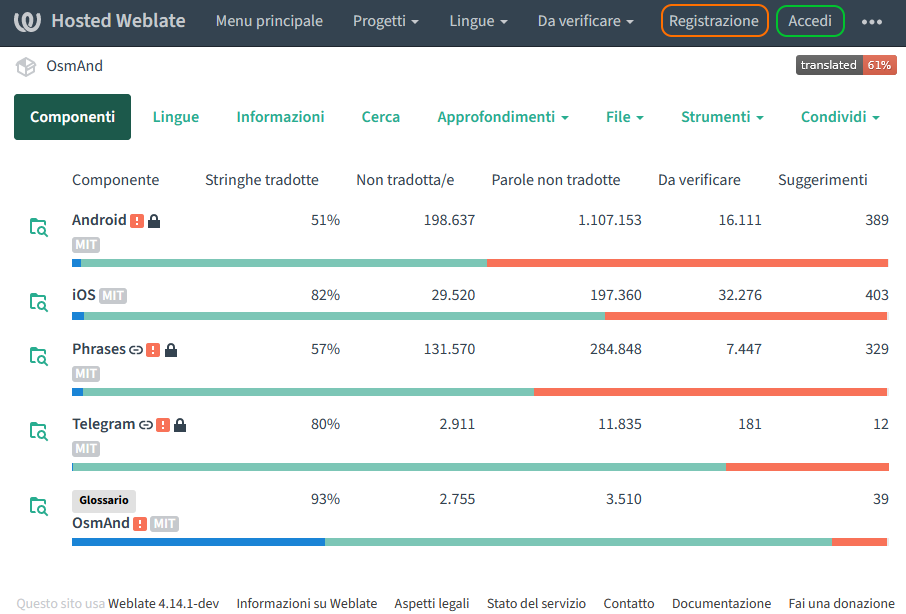 Hosted Weblate Menu principale Progetti Lingue Da verificare Registrazione Accedi
OsmAnd translated 61%
Componenti Lingue Informazioni Cerca Approfondimenti File Strumenti Condividi
Componente Stringhe tradotte Non tradotta/e Parole non tradotte Da verificare Suggerimenti
Android 51% 198.637 1.107.153 16.111 389
MIT
iOS MIT 82% 29.520 197.360 32.276 403
Phrases 57% 131.570 284.848 7.447 329
MIT
Telegram 80% 2.911 11.835 181 12
MIT
Glossario 93% 2.755 3.510 39
OsmAnd MIT
Questo sito usa Weblate 4.14.1-dev Informazioni su Weblate Aspetti legali Stato del servizio Contatto Documentazione Fai una donazione